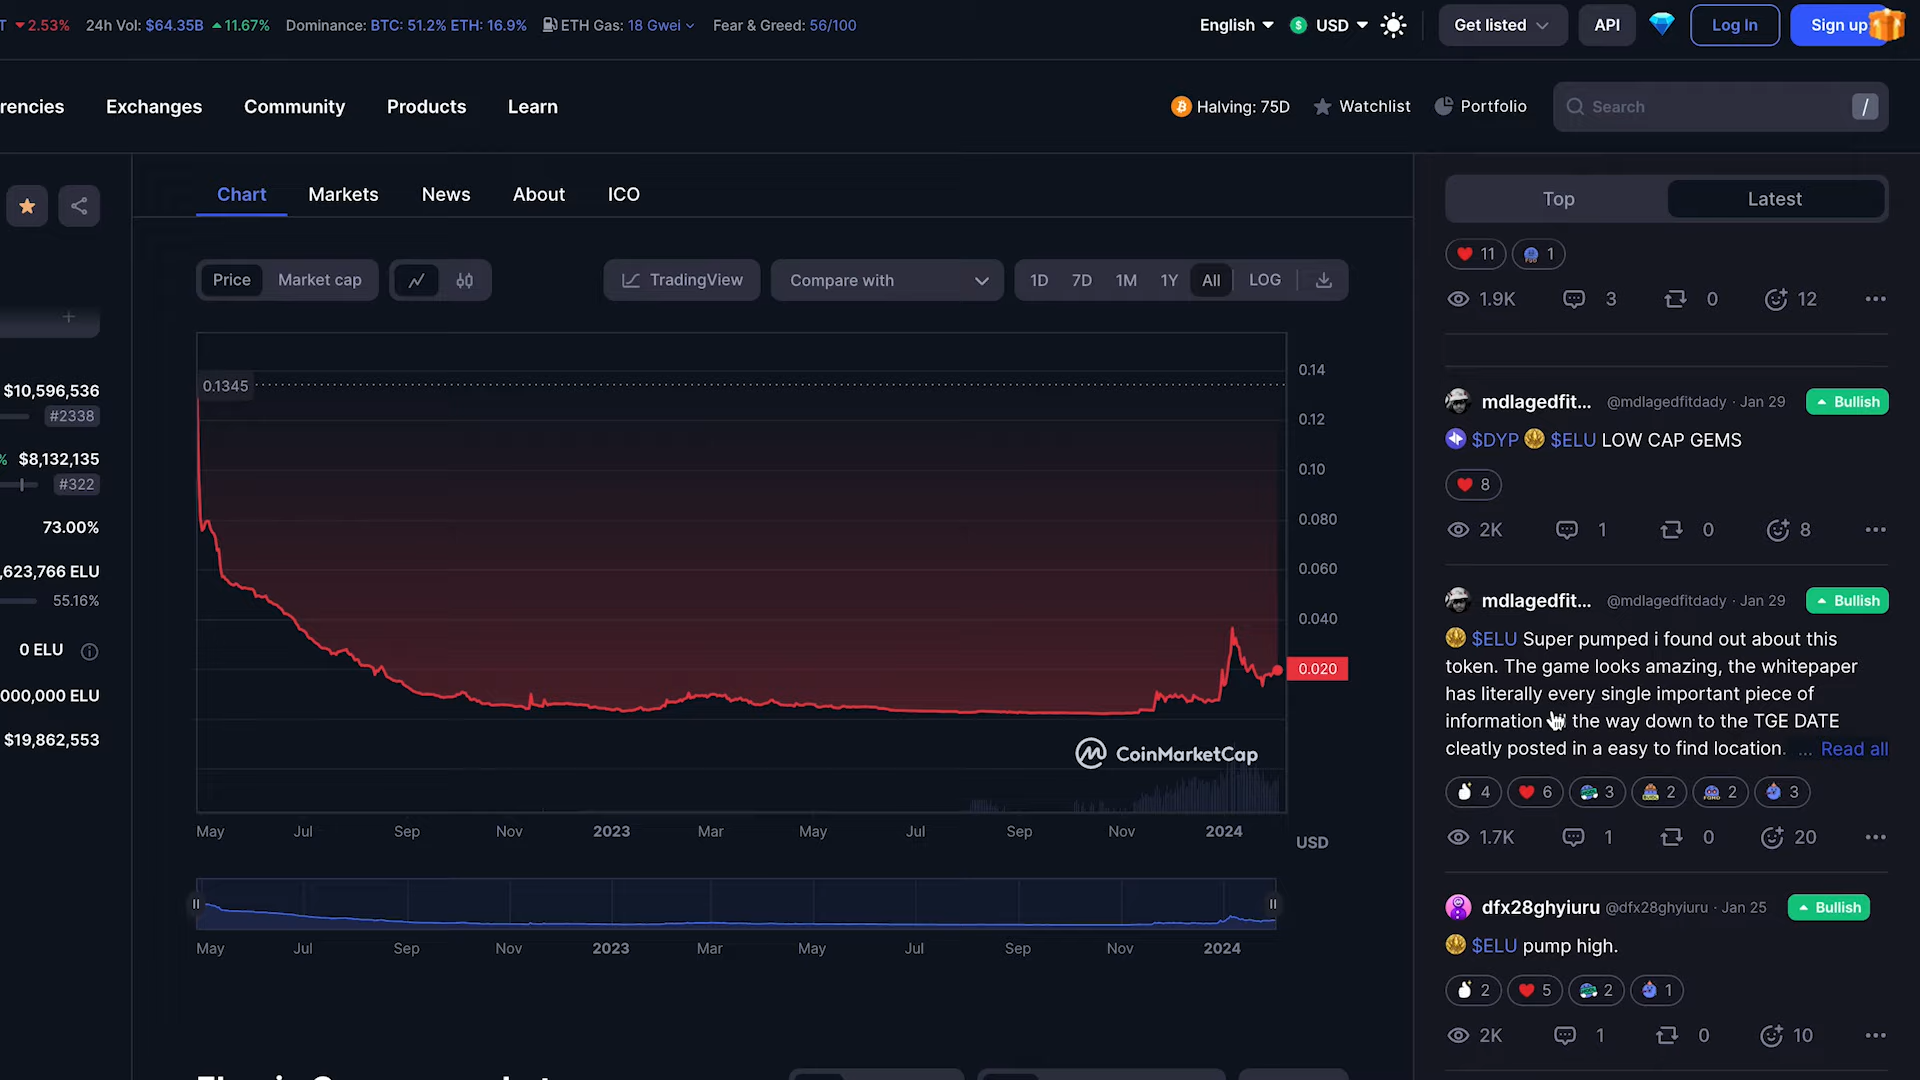 2.53% 24h Vol: $64.35B 11.67% Dominance: BTC: 51.2% ETH: 16.9% ETH Gas: 18 Gwei Fear & Greed: 56/100
English USD Get listed API Log In Sign up
rencies Exchanges Community Products Learn
Halving: 75D Watchlist Portfolio Search /
Chart Markets News About ICO
Price Market cap TradingView Compare with 1D 7D 1M 1Y All LOG
$10,596,536
#2338
% $8,132,135
#322
73.00%
,623,766 ELU
55.16%
0 ELU
000,000 ELU
$19,862,553
0.1345
0.14
0.12
0.10
0.080
0.060
0.040
0.020
CoinMarketCap
May Jul Sep Nov 2023 Mar May Jul Sep Nov 2024
USD
May Jul Sep Nov 2023 Mar May Jul Sep Nov 2024
Top Latest
11 1
1.9K 3 0 12
mdlagedfit... @mdlagedfitdady · Jan 29 Bullish
$DYP $ELU LOW CAP GEMS
8
2K 1 0 8
mdlagedfit... @mdlagedfitdady · Jan 29 Bullish
$ELU Super pumped i found out about this
token. The game looks amazing, the whitepaper
has literally every single important piece of
information the way down to the TGE DATE
cleatly posted in a easy to find location. ... Read all
4 6 3 2 2 3
1.7K 1 0 20
dfx28ghyiuru @dfx28ghyiuru · Jan 25 Bullish
$ELU pump high.
2 5 2 1
2K 1 0 10